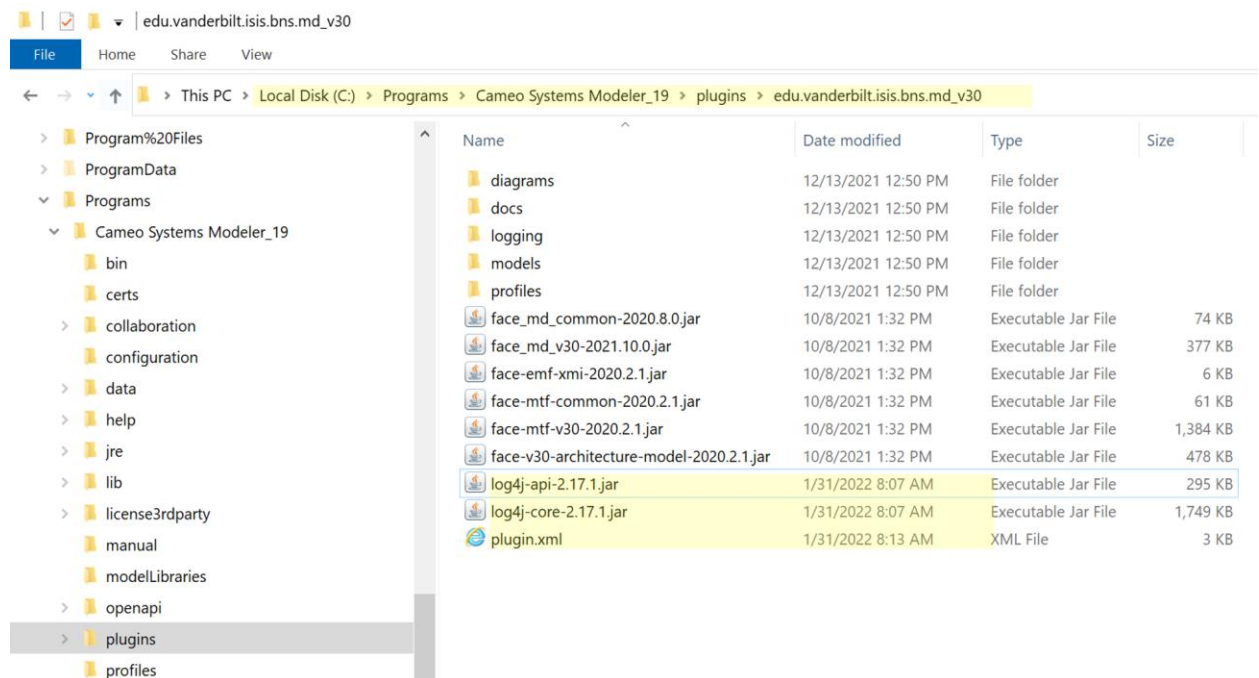 edu.vanderbilt.isis.bns.md_v30
File Home Share View
This PC > Local Disk (C:) > Programs > Cameo Systems Modeler_19 > plugins > edu.vanderbilt.isis.bns.md_v30
Program%20Files
ProgramData
Programs
Cameo Systems Modeler_19
bin
certs
collaboration
configuration
data
help
jre
lib
license3rdparty
manual
modelLibraries
openapi
plugins
profiles
Name Date modified Type Size
diagrams 12/13/2021 12:50 PM File folder
docs 12/13/2021 12:50 PM File folder
logging 12/13/2021 12:50 PM File folder
models 12/13/2021 12:50 PM File folder
profiles 12/13/2021 12:50 PM File folder
face_md_common-2020.8.0.jar 10/8/2021 1:32 PM Executable Jar File 74 KB
face_md_v30-2021.10.0.jar 10/8/2021 1:32 PM Executable Jar File 377 KB
face-emf-xmi-2020.2.1.jar 10/8/2021 1:32 PM Executable Jar File 6 KB
face-mtf-common-2020.2.1.jar 10/8/2021 1:32 PM Executable Jar File 61 KB
face-mtf-v30-2020.2.1.jar 10/8/2021 1:32 PM Executable Jar File 1,384 KB
face-v30-architecture-model-2020.2.1.jar 10/8/2021 1:32 PM Executable Jar File 478 KB
log4j-api-2.17.1.jar 1/31/2022 8:07 AM Executable Jar File 295 KB
log4j-core-2.17.1.jar 1/31/2022 8:07 AM Executable Jar File 1,749 KB
plugin.xml 1/31/2022 8:13 AM XML File 3 KB